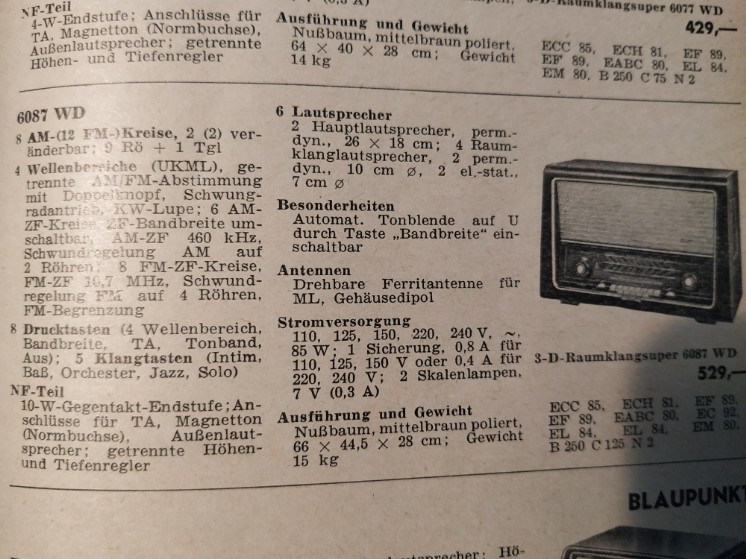 NF-Teil
4-W-Endstufe; Anschlüsse für
TA, Magnetton (Normbuchse),
Außenlautsprecher; getrennte
Höhen- und Tiefenregler
Ausführung und Gewicht
Nußbaum, mittelbraun poliert,
64 × 40 × 28 cm; Gewicht
14 kg
3-D-Raumklangsuper 6077 WD
429,—
ECC 85, ECH 81, EF 89,
EF 89, EABC 80, EL 84,
EM 80, B 250 C 75 N 2
6087 WD
8 AM-(12 FM-)Kreise, 2 (2) ver-
änderbar; 9 Rö + 1 Tgl
4 Wellenbereiche (UKML), ge-
trennte AM/FM-Abstimmung
mit Doppelknopf, Schwung-
radantrieb, KW-Lupe; 6 AM-
ZF-Kreise, ZF-Bandbreite um-
schaltbar, AM-ZF 460 kHz,
Schwundregelung AM auf
2 Röhren; 8 FM-ZF-Kreise,
FM-ZF 10,7 MHz, Schwund-
regelung FM auf 4 Röhren,
FM-Begrenzung
8 Drucktasten (4 Wellenbereich,
Bandbreite, TA, Tonband,
Aus); 5 Klangtasten (Intim,
Baß, Orchester, Jazz, Solo)
NF-Teil
10-W-Gegentakt-Endstufe; An-
schlüsse für TA, Magnetton
(Normbuchse), Außenlaut-
sprecher; getrennte Höhen-
und Tiefenregler
6 Lautsprecher
2 Hauptlautsprecher, perm.-
dyn., 26 × 18 cm; 4 Raum-
klanglautsprecher, 2 perm.-
dyn., 10 cm ⌀, 2 el.-stat.,
7 cm ⌀
Besonderheiten
Automat. Tonblende auf U
durch Taste „Bandbreite" ein-
schaltbar
Antennen
Drehbare Ferritantenne für
ML, Gehäusedipol
Stromversorgung
110, 125, 150, 220, 240 V, ~,
85 W; 1 Sicherung, 0,8 A für
110, 125, 150 V oder 0,4 A für
220, 240 V; 2 Skalenlampen,
7 V (0,3 A)
Ausführung und Gewicht
Nußbaum, mittelbraun poliert,
66 × 44,5 × 28 cm; Gewicht
15 kg
3-D-Raumklangsuper 6087 WD
529,—
ECC 85, ECH 81, EF 89,
EF 89, EABC 80, EC 92,
EL 84, EL 84, EM 80,
B 250 C 125 N 2
BLAUPUNKT